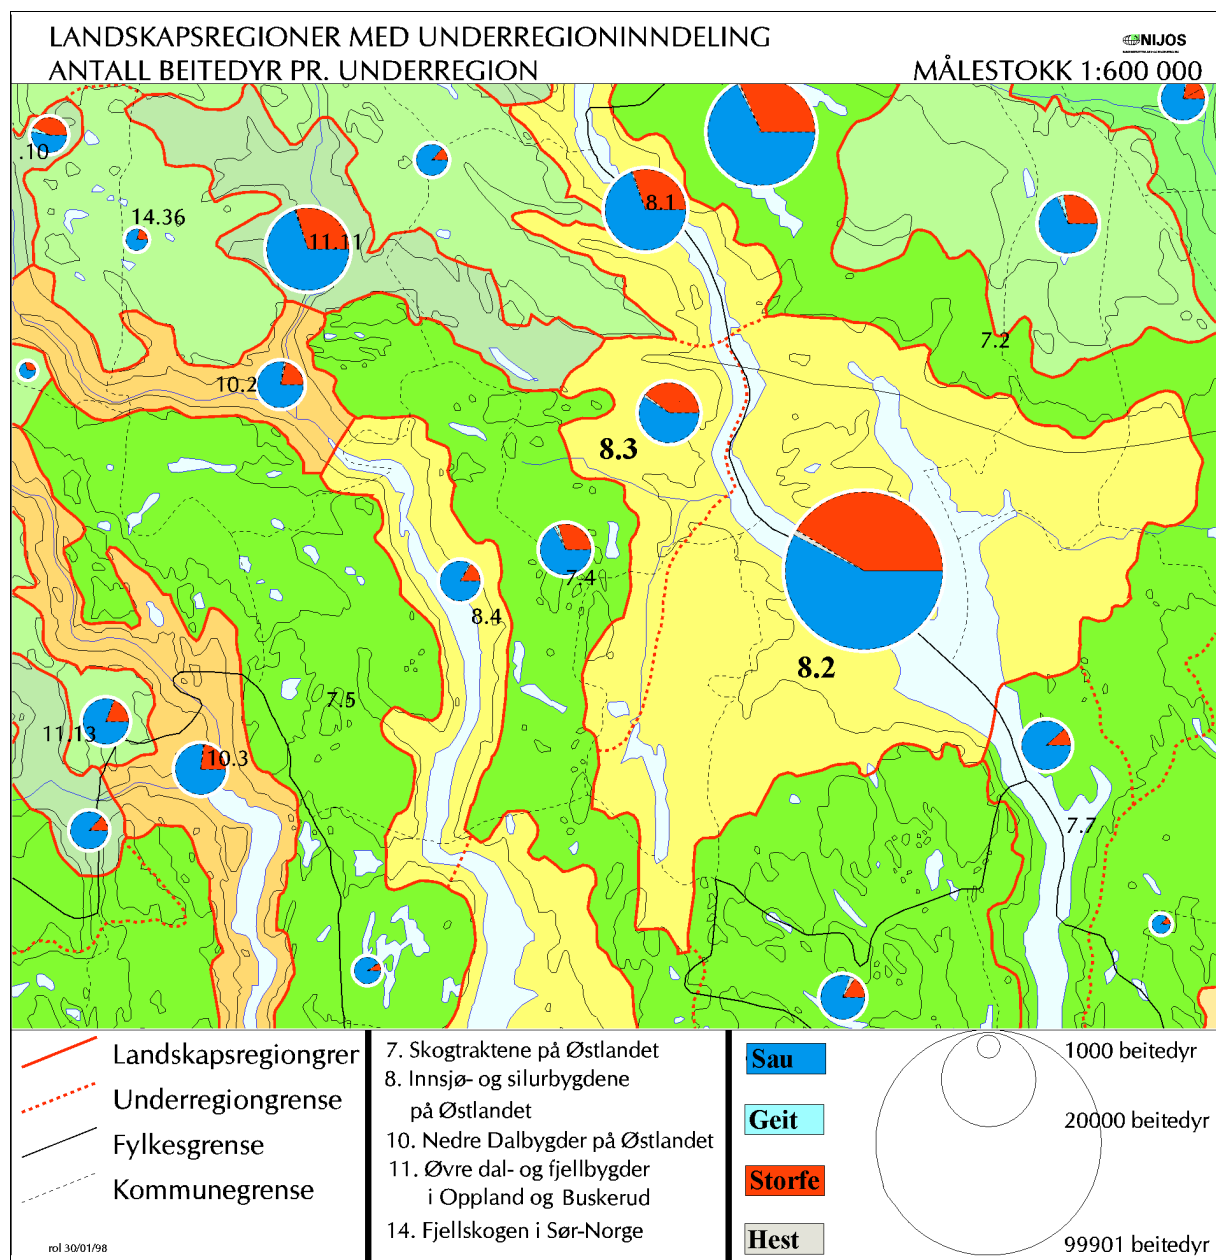 LANDSKAPSREGIONER MED UNDERREGIONINNDELING
ANTALL BEITEDYR PR. UNDERREGION
NIJOS
MÅLESTOKK 1:600 000
.10
14.36
11.11
8.1
7.2
10.2
8.3
7.4
8.4
8.2
7.5
11.13
10.3
7.7
Landskapsregiongrer
Underregiongrense
Fylkesgrense
Kommunegrense
rol 30/01/98
7. Skogtraktene på Østlandet
8. Innsjø- og silurbygdene
på Østlandet
10. Nedre Dalbygder på Østlandet
11. Øvre dal- og fjellbygder
i Oppland og Buskerud
14. Fjellskogen i Sør-Norge
Sau
Geit
Storfe
Hest
1000 beitedyr
20000 beitedyr
99901 beitedyr